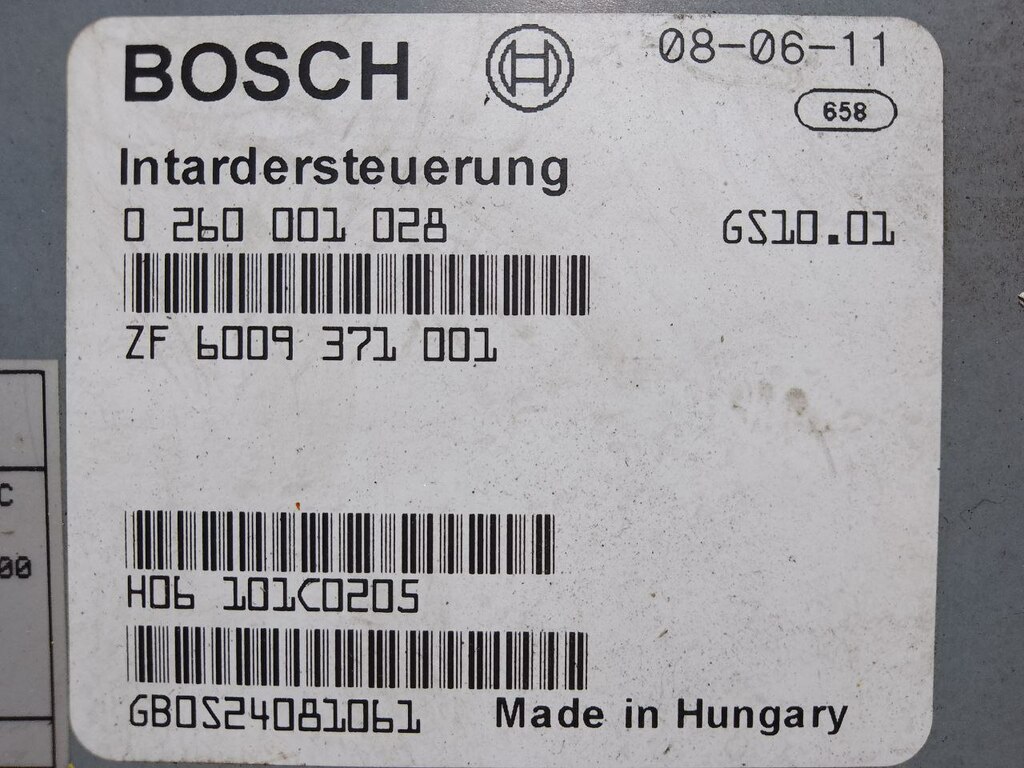 BOSCH 08-06-11
658
Intardersteuerung
0 260 001 028 GS10.01
ZF 6009 371 001
H06 101C0205
GB0S24081061
Made in Hungary
C
00